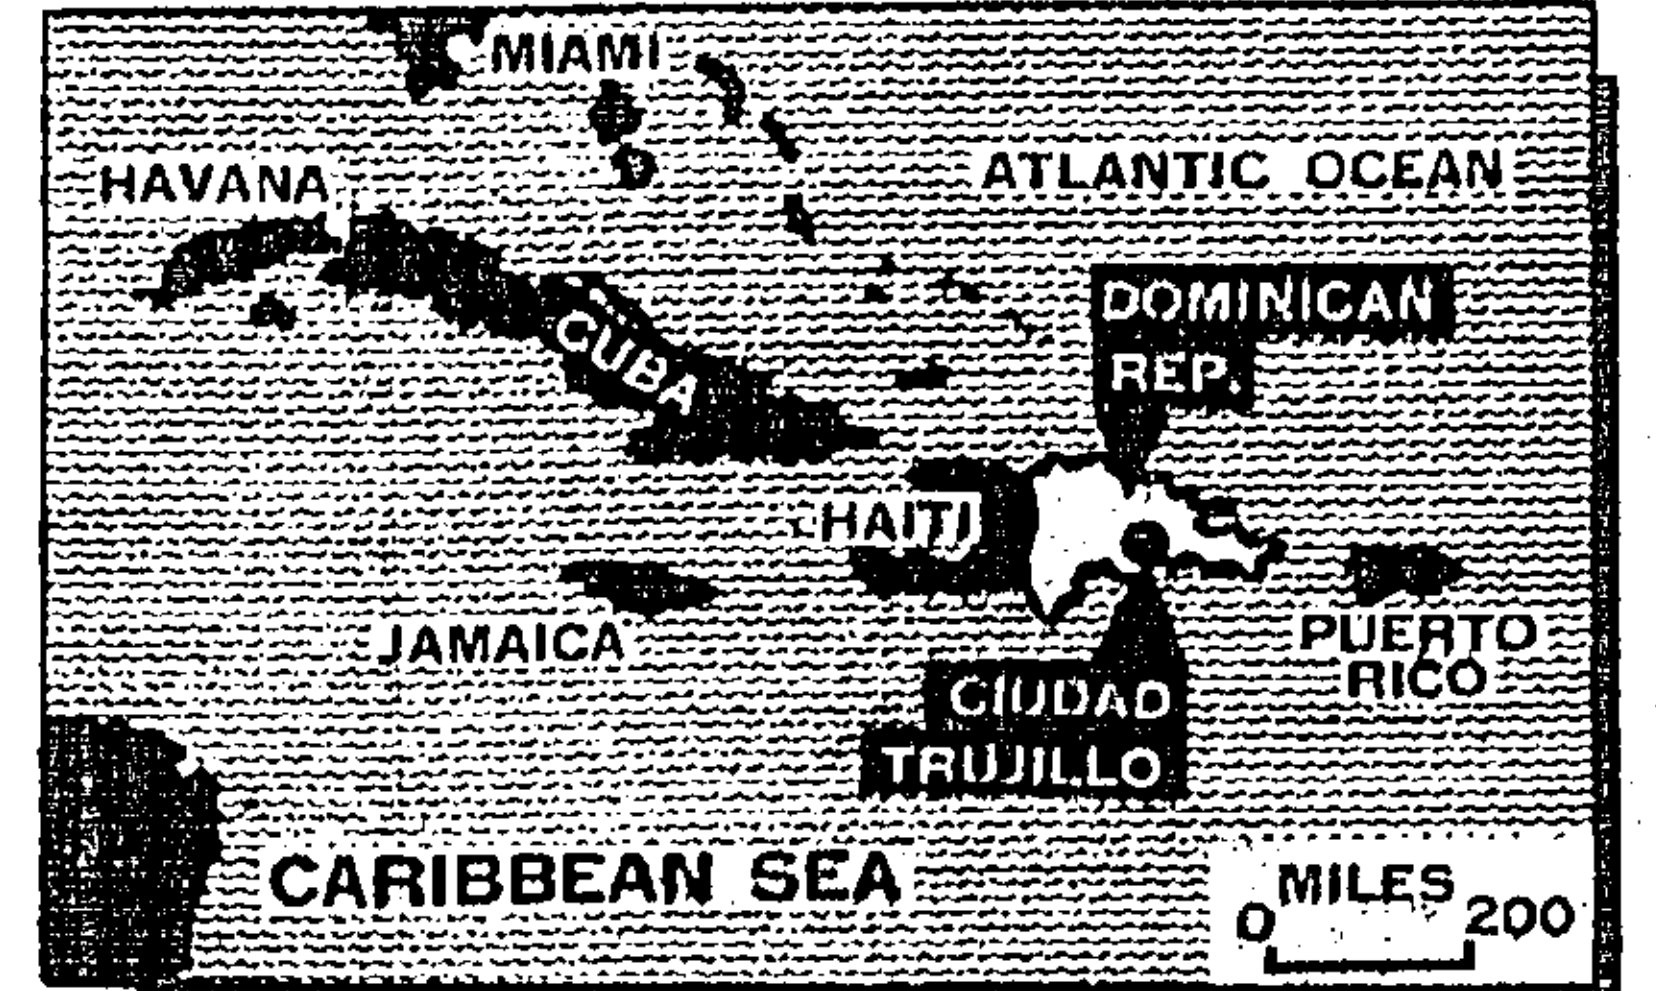 MIAMI
HAVANA
ATLANTIC OCEAN
DOMINICAN
REP.
CUBA
HAITI
JAMAICA
PUERTO
RICO
CIUDAD
TRUJILLO
CARIBBEAN SEA
MILES
0 200